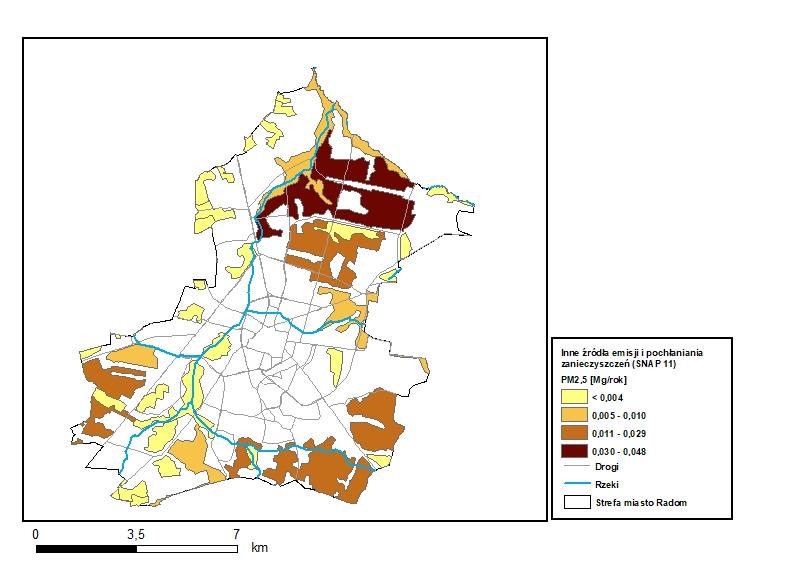 Inne źródła emisji i pochłaniania
zanieczyszczeń (SNAP 11)
PM2,5 [Mg/rok]
< 0,004
0,005 - 0,010
0,011 - 0,029
0,030 - 0,048
Drogi
Rzeki
Strefa miasto Radom
0 3,5 7
km